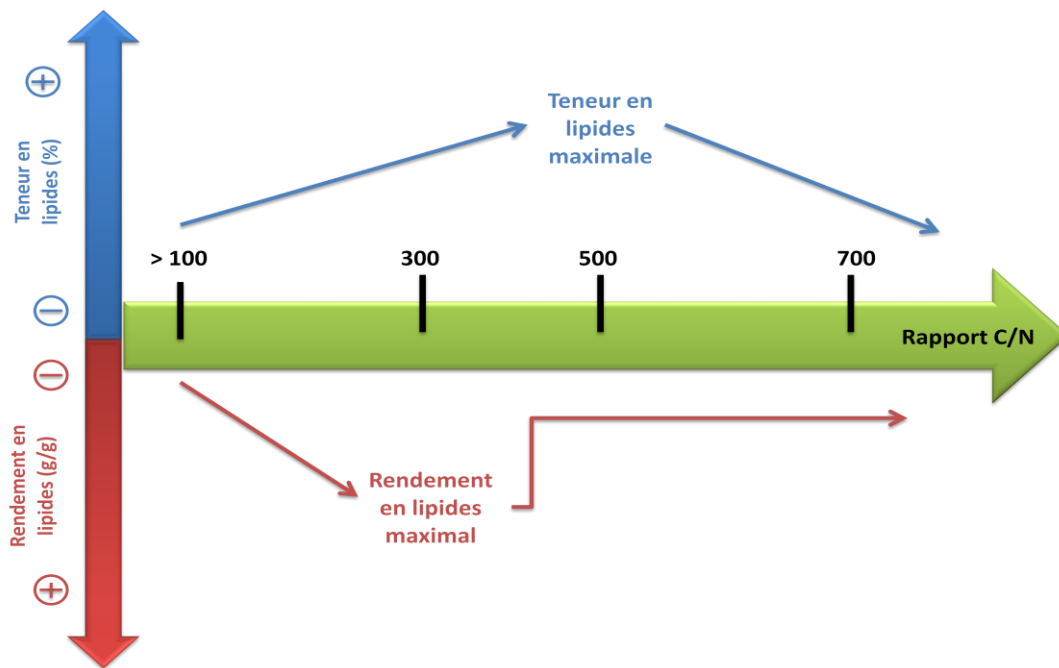 Teneur en
lipides (%)
Teneur en
lipides
maximale
> 100
300
500
700
Rapport C/N
Rendement en
lipides (g/g)
Rendement
en lipides
maximal